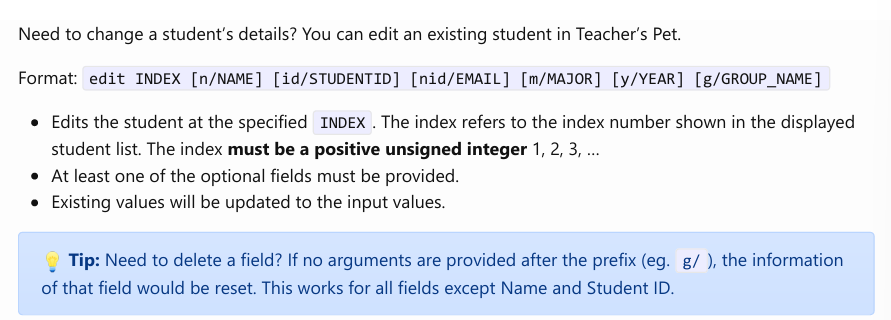 Need to change a student’s details? You can edit an existing student in Teacher’s Pet.
Format: edit INDEX [n/NAME] [id/STUDENTID] [nid/EMAIL] [m/MAJOR] [y/YEAR] [g/GROUP_NAME]
• Edits the student at the specified INDEX. The index refers to the index number shown in the displayed
student list. The index must be a positive unsigned integer 1, 2, 3, …
• At least one of the optional fields must be provided.
• Existing values will be updated to the input values.
💡 Tip: Need to delete a field? If no arguments are provided after the prefix (eg. g/ ), the information
of that field would be reset. This works for all fields except Name and Student ID.